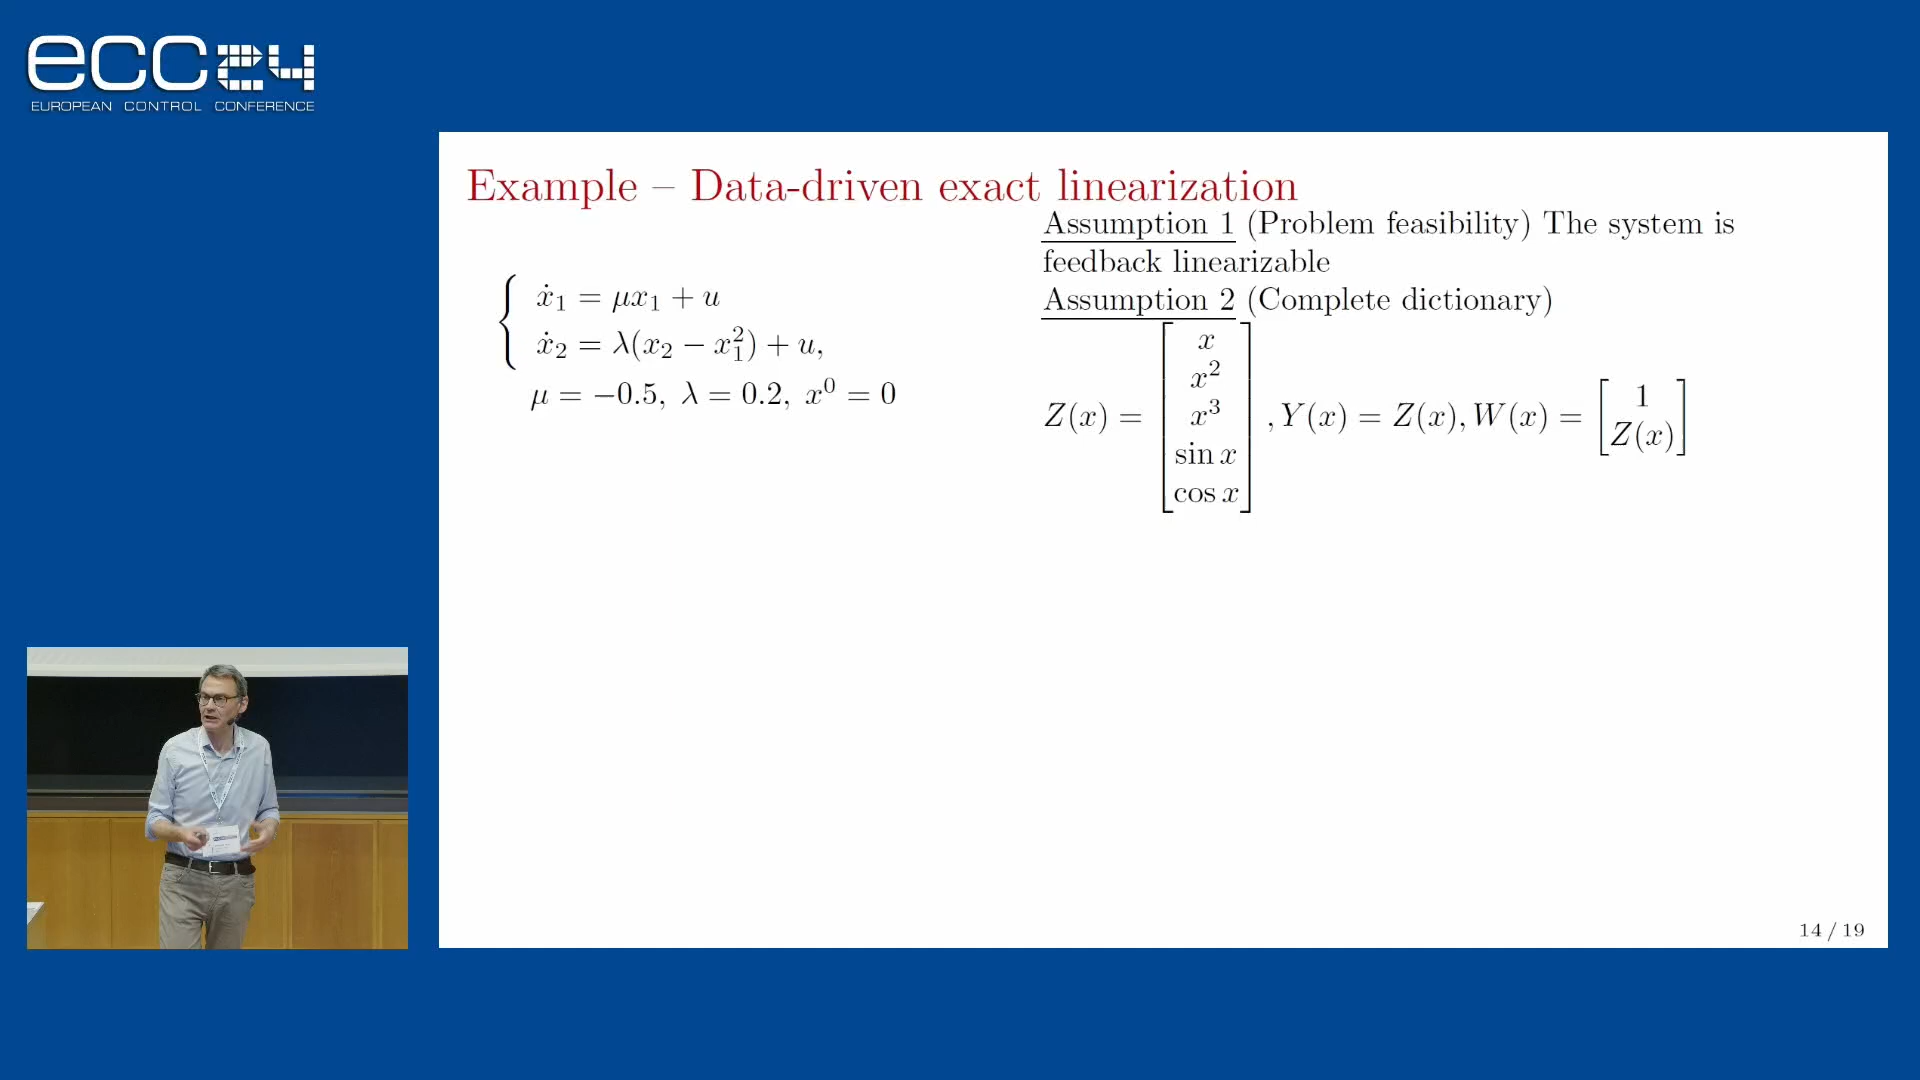 ecc24
EUROPEAN CONTROL CONFERENCE
Example – Data-driven exact linearization
Assumption 1 (Problem feasibility) The system is
feedback linearizable
Assumption 2 (Complete dictionary)
{ ẋ₁ = μx₁ + u
ẋ₂ = λ(x₂ − x₁²) + u,
μ = −0.5, λ = 0.2, x⁰ = 0
Z(x) = [x x² x³ sin x cos x], Y(x) = Z(x), W(x) = [1 Z(x)]
14 / 19